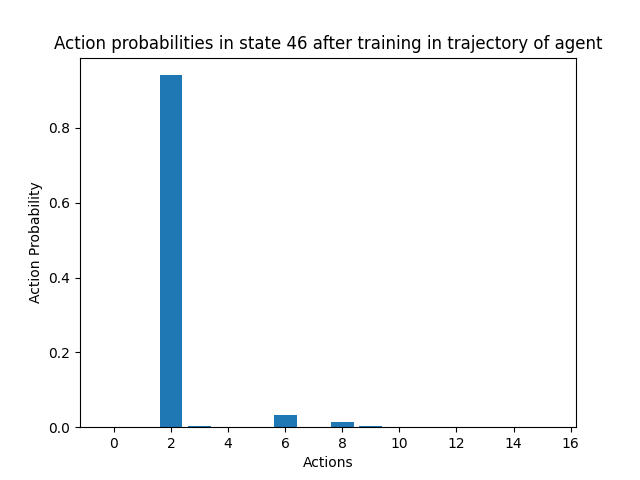 Action probabilities in state 46 after training in trajectory of agent
Action Probability
0.8
0.6
0.4
0.2
0.0
0 2 4 6 8 10 12 14 16
Actions